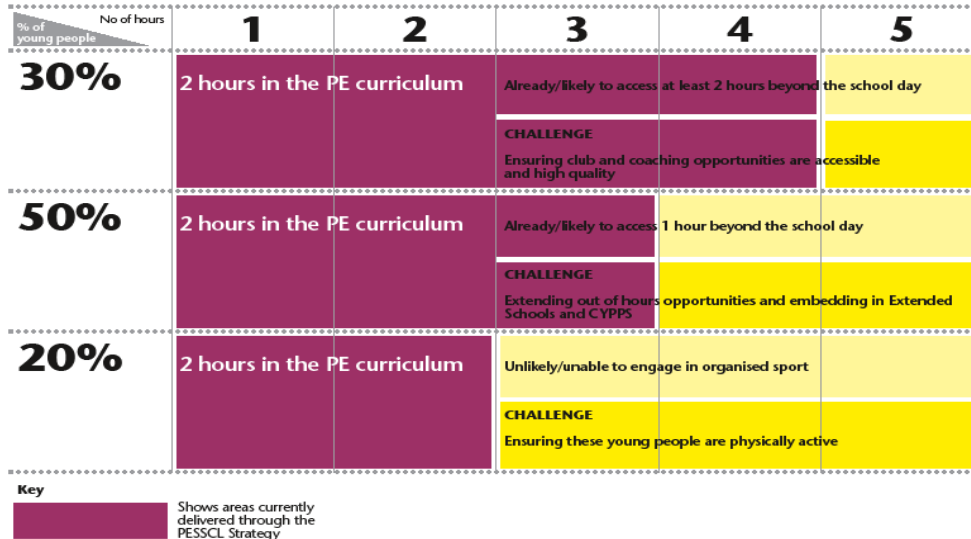 % of
young people
No of hours
1
2
3
4
5
30%
2 hours in the PE curriculum
Already/likely to access at least 2 hours beyond the school day
CHALLENGE
Ensuring club and coaching opportunities are accessible
and high quality
50%
2 hours in the PE curriculum
Already/likely to access 1 hour beyond the school day
CHALLENGE
Extending out of hours opportunities and embedding in Extended
Schools and CYPPS
20%
2 hours in the PE curriculum
Unlikely/unable to engage in organised sport
CHALLENGE
Ensuring these young people are physically active
Key
Shows areas currently
delivered through the
PESSCL Strategy